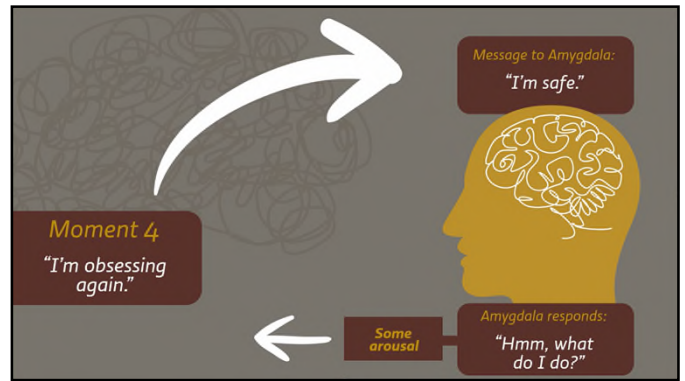 Message to Amygdala:
"I'm safe."
Moment 4
"I'm obsessing
again."
Amygdala responds:
"Hmm, what
do I do?"
Some
arousal